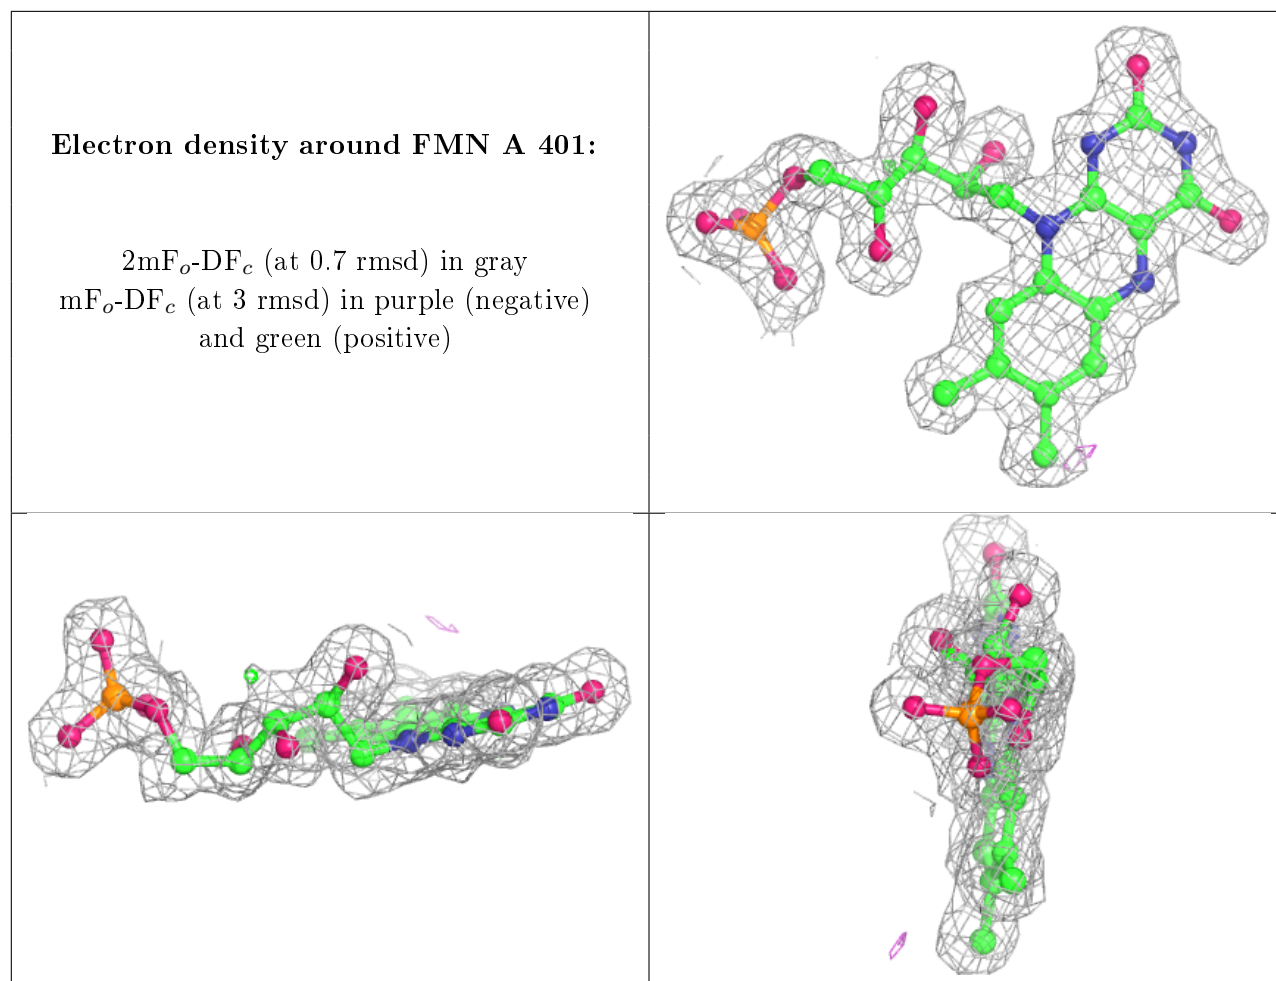 Electron density around FMN A 401:
2mFₒ-DF𝒸 (at 0.7 rmsd) in gray
mFₒ-DF𝒸 (at 3 rmsd) in purple (negative)
and green (positive)